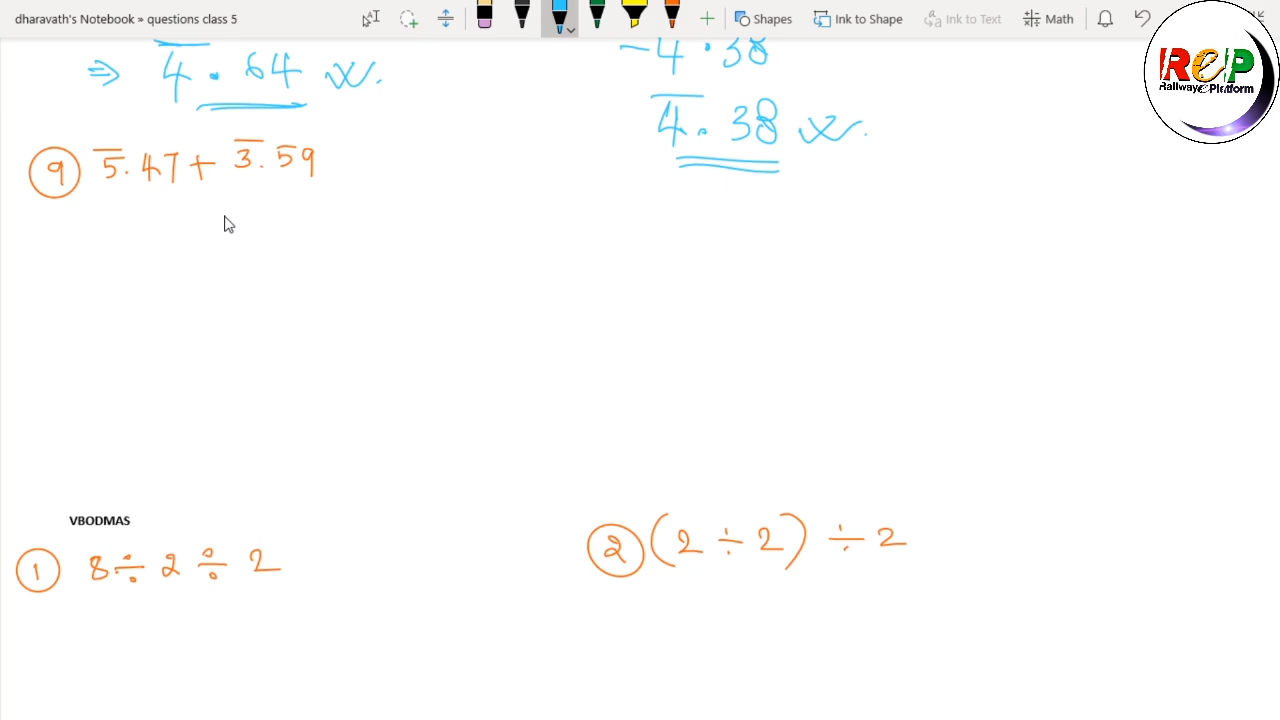 dharavath's Notebook » questions class 5
Shapes
Ink to Shape
Ink to Text
Math
ReP
Railways Platform
-4.38
⇒ 4̅.64
4̅.38
9 5̅.47 + 3̅.59
VBODMAS
1 8 ÷ 2 ÷ 2
2 (2 ÷ 2) ÷ 2